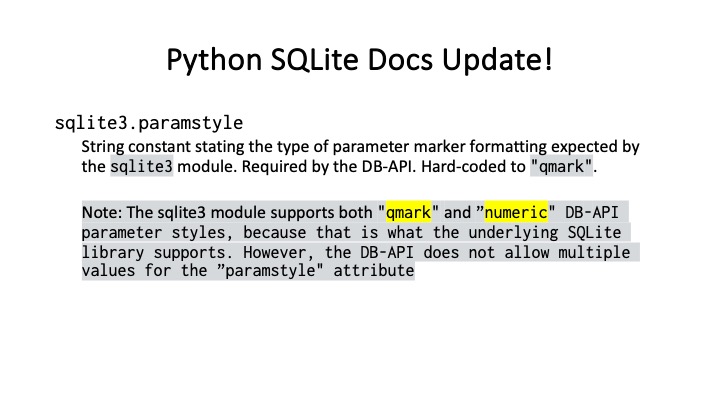 Python SQLite Docs Update!
sqlite3.paramstyle
String constant stating the type of parameter marker formatting expected by
the sqlite3 module. Required by the DB-API. Hard-coded to "qmark".
Note: The sqlite3 module supports both "qmark" and ”numeric" DB-API
parameter styles, because that is what the underlying SQLite
library supports. However, the DB-API does not allow multiple
values for the ”paramstyle" attribute